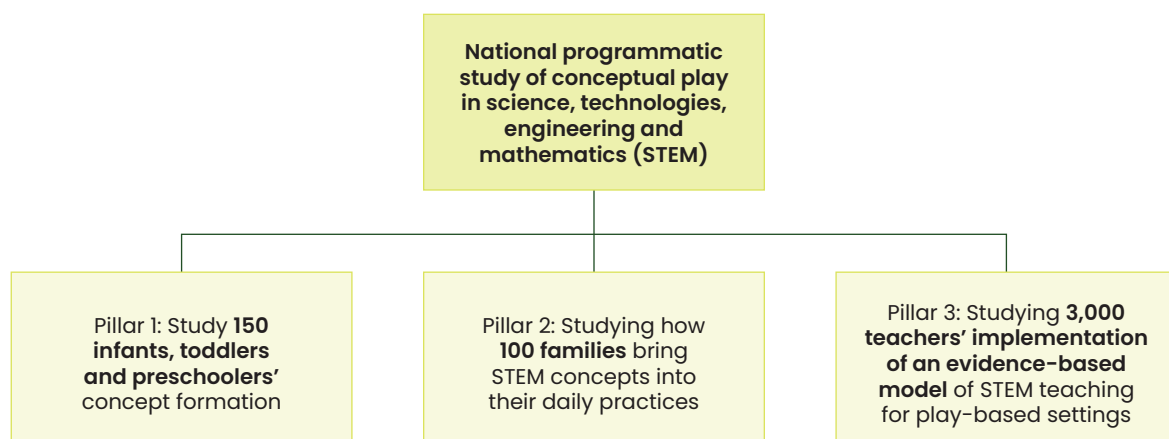 National programmatic
study of conceptual play
in science, technologies,
engineering and
mathematics (STEM)
Pillar 1: Study 150
infants, toddlers
and preschoolers’
concept formation
Pillar 2: Studying how
100 families bring
STEM concepts into
their daily practices
Pillar 3: Studying 3,000
teachers’ implementation
of an evidence-based
model of STEM teaching
for play-based settings